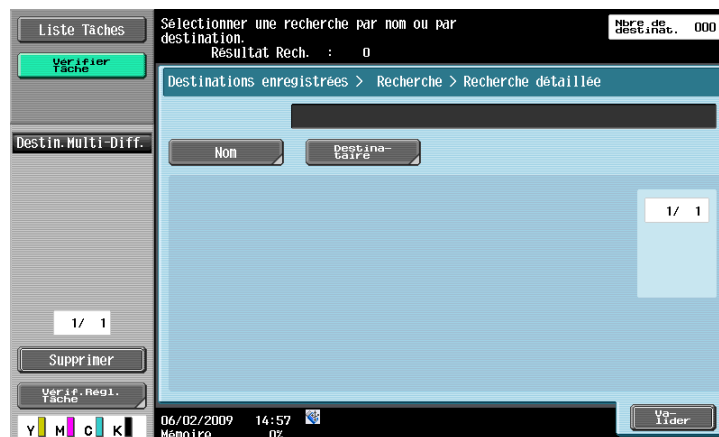 Liste Tâches
Vérifier
Tâche
Destin.Multi-Diff.
1/ 1
Supprimer
Vérif.Régl.
Tâche
Y M C K
Sélectionner une recherche par nom ou par
destination.
Résultat Rech. : 0
Nbre de
destinat. 000
Destinations enregistrées > Recherche > Recherche détaillée
Nom
Destina-
taire
1/ 1
06/02/2009 14:57
Mémoire 0%
Va-
lider